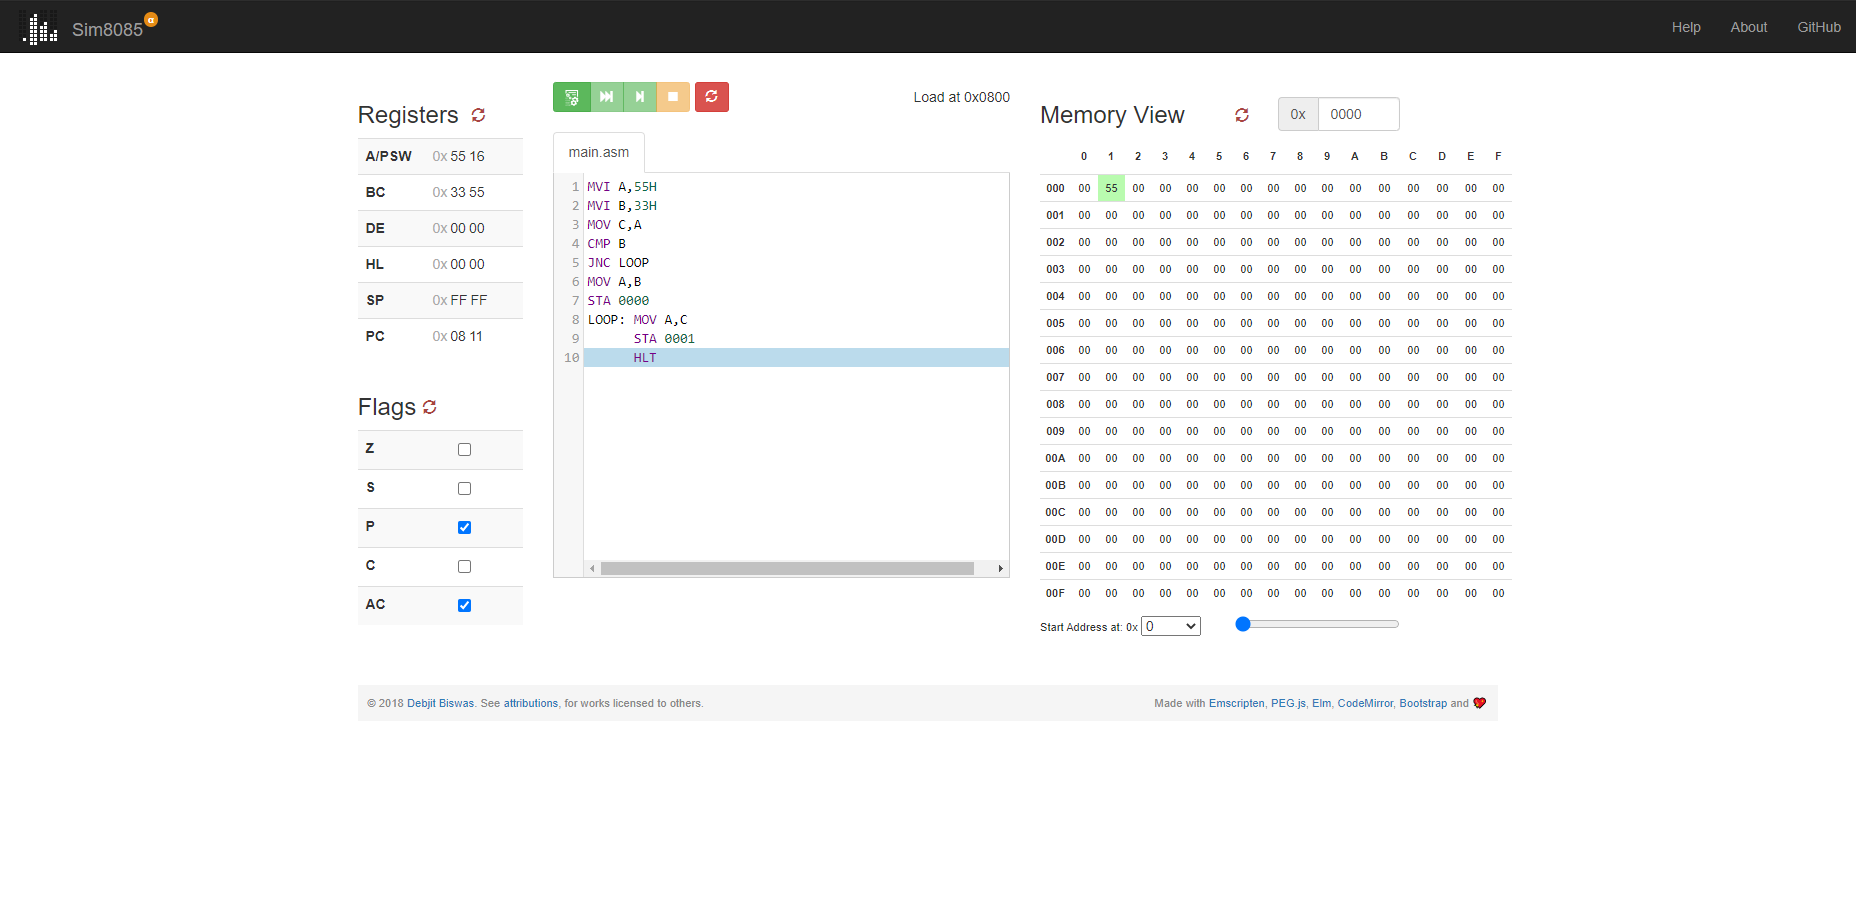 Sim8085 α
Help About GitHub
Registers
A/PSW 0x 55 16
BC 0x 33 55
DE 0x 00 00
HL 0x 00 00
SP 0x FF FF
PC 0x 08 11
Flags
Z
S
P
C
AC
Load at 0x0800
main.asm
1 MVI A,55H
2 MVI B,33H
3 MOV C,A
4 CMP B
5 JNC LOOP
6 MOV A,B
7 STA 0000
8 LOOP: MOV A,C
9 STA 0001
10 HLT
Memory View 0x 0000
0 1 2 3 4 5 6 7 8 9 A B C D E F
000 00 55 00 00 00 00 00 00 00 00 00 00 00 00 00 00
001 00 00 00 00 00 00 00 00 00 00 00 00 00 00 00 00
002 00 00 00 00 00 00 00 00 00 00 00 00 00 00 00 00
003 00 00 00 00 00 00 00 00 00 00 00 00 00 00 00 00
004 00 00 00 00 00 00 00 00 00 00 00 00 00 00 00 00
005 00 00 00 00 00 00 00 00 00 00 00 00 00 00 00 00
006 00 00 00 00 00 00 00 00 00 00 00 00 00 00 00 00
007 00 00 00 00 00 00 00 00 00 00 00 00 00 00 00 00
008 00 00 00 00 00 00 00 00 00 00 00 00 00 00 00 00
009 00 00 00 00 00 00 00 00 00 00 00 00 00 00 00 00
00A 00 00 00 00 00 00 00 00 00 00 00 00 00 00 00 00
00B 00 00 00 00 00 00 00 00 00 00 00 00 00 00 00 00
00C 00 00 00 00 00 00 00 00 00 00 00 00 00 00 00 00
00D 00 00 00 00 00 00 00 00 00 00 00 00 00 00 00 00
00E 00 00 00 00 00 00 00 00 00 00 00 00 00 00 00 00
00F 00 00 00 00 00 00 00 00 00 00 00 00 00 00 00 00
Start Address at: 0x 0
© 2018 Debjit Biswas. See attributions, for works licensed to others.
Made with Emscripten, PEG.js, Elm, CodeMirror, Bootstrap and